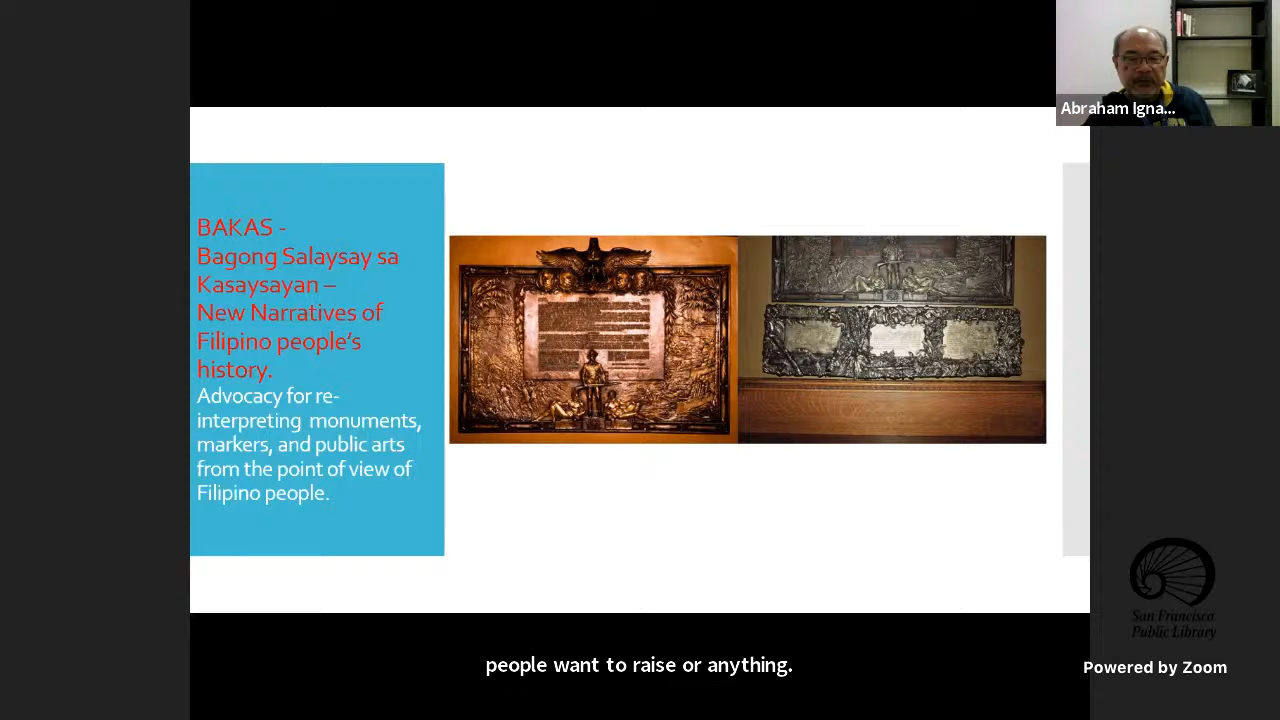 Abraham Igna...
BAKAS -
Bagong Salaysay sa
Kasaysayan –
New Narratives of
Filipino people's
history.
Advocacy for re-
interpreting monuments,
markers, and public arts
from the point of view of
Filipino people.
San Francisco
Public Library
people want to raise or anything.
Powered by Zoom